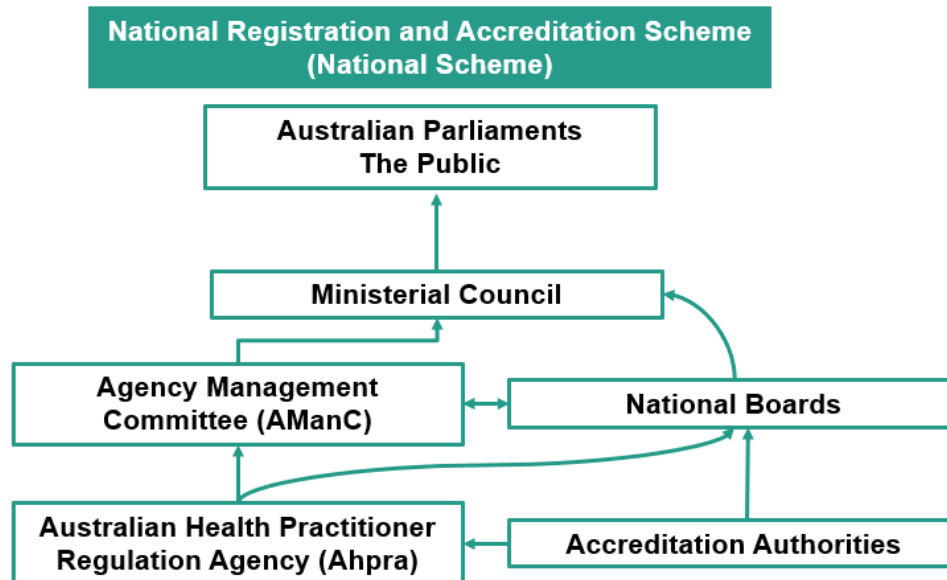 National Registration and Accreditation Scheme
(National Scheme)
Australian Parliaments
The Public
Ministerial Council
Agency Management
Committee (AManC)
National Boards
Australian Health Practitioner
Regulation Agency (Ahpra)
Accreditation Authorities